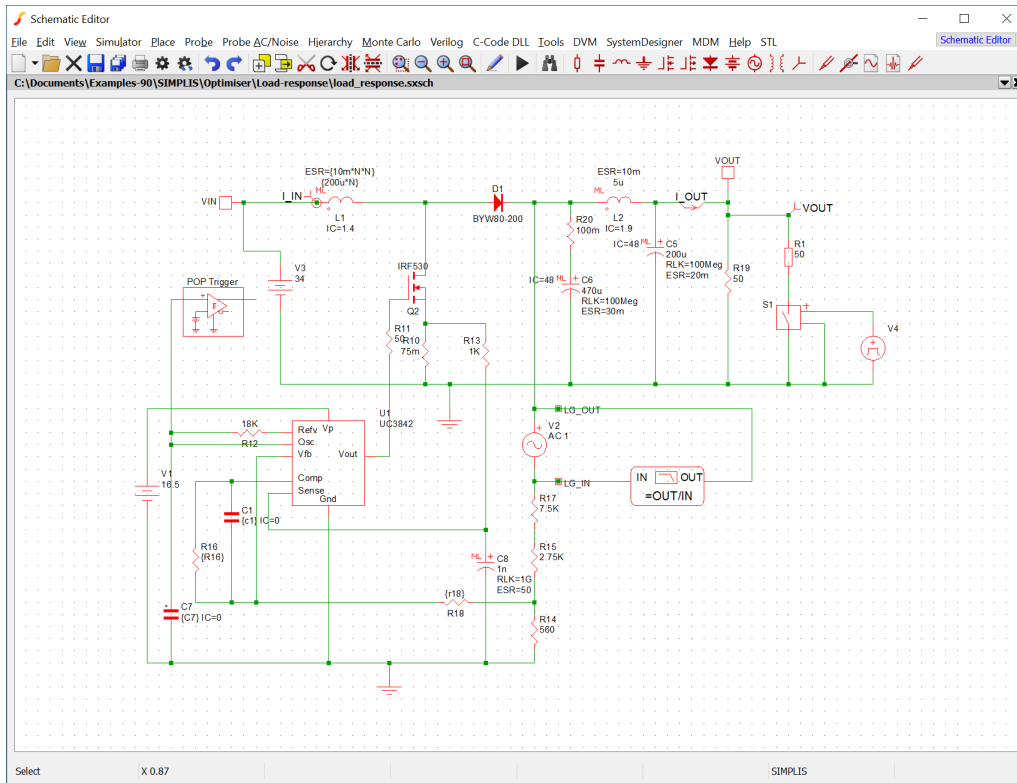 Schematic Editor
File Edit View Simulator Place Probe Probe AC/Noise Hierarchy Monte Carlo Verilog C-Code DLL Tools DVM SystemDesigner MDM Help STL
Schematic Editor
C:\Documents\Examples-90\SIMPLIS\Optimiser\Load-response\load_response.sxsch
VIN
I_IN
ESR={10m*N*N}
{200u*N}
ML
L1
IC=1.4
D1
BYW80-200
ESR=10m
5u
ML
L2
IC=1.9
I_OUT
VOUT
VOUT
R20
100m
IC=48
ML
C5
200u
RLK=100Meg
ESR=20m
IC=48
ML
C6
470u
RLK=100Meg
ESR=30m
R19
50
R1
50
S1
V4
V3
34
POP Trigger
IRF530
Q2
R11
50
R10
75m
R13
1K
U1
UC3842
18K
R12
Refv
Vp
Osc.
Vfb
Vout
Comp
Sense
Gnd
V1
16.5
C1
{c1} IC=0
R16
{R16}
C7
{C7} IC=0
{r18}
R18
ML
C8
1n
RLK=1G
ESR=50
LG_OUT
V2
AC 1
LG_IN
IN
OUT
=OUT/IN
R17
7.5K
R15
2.75K
R14
560
Select
X 0.87
SIMPLIS